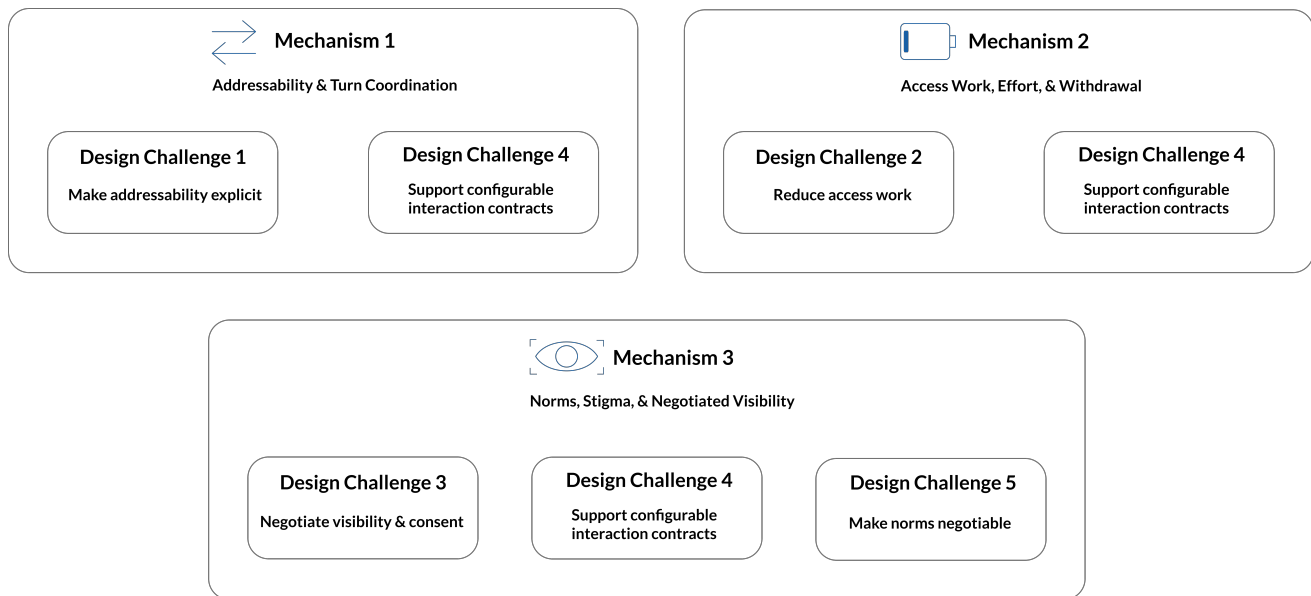 Mechanism 1
Addressability & Turn Coordination
Design Challenge 1
Make addressability explicit
Design Challenge 4
Support configurable
interaction contracts
Mechanism 2
Access Work, Effort, & Withdrawal
Design Challenge 2
Reduce access work
Design Challenge 4
Support configurable
interaction contracts
Mechanism 3
Norms, Stigma, & Negotiated Visibility
Design Challenge 3
Negotiate visibility & consent
Design Challenge 4
Support configurable
interaction contracts
Design Challenge 5
Make norms negotiable